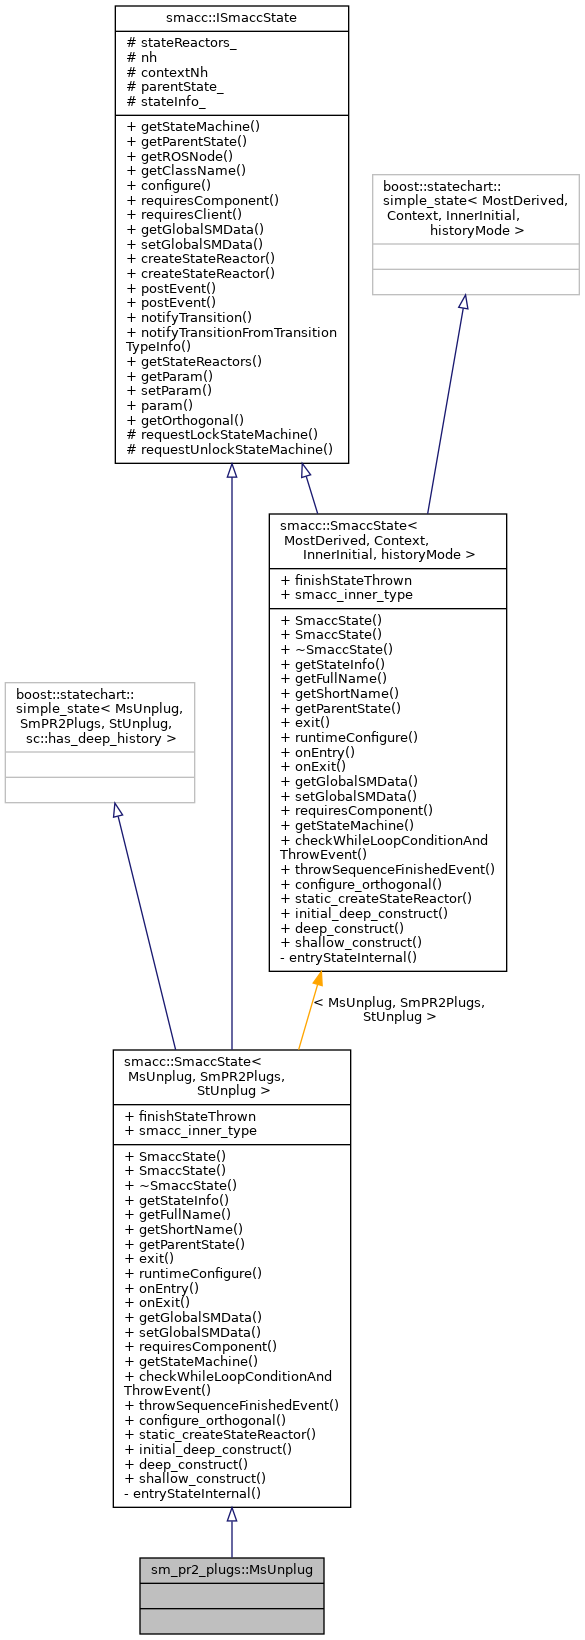 smacc::ISmaccState
# stateReactors_
# nh
# contextNh
# parentState_
# stateInfo_
+ getStateMachine()
+ getParentState()
+ getROSNode()
+ getClassName()
+ configure()
+ requiresComponent()
+ requiresClient()
+ getGlobalSMData()
+ setGlobalSMData()
+ createStateReactor()
+ createStateReactor()
+ postEvent()
+ postEvent()
+ notifyTransition()
+ notifyTransitionFromTransition
TypeInfo()
+ getStateReactors()
+ getParam()
+ setParam()
+ param()
+ getOrthogonal()
# requestLockStateMachine()
# requestUnlockStateMachine()
boost::statechart::
simple_state< MostDerived,
Context, InnerInitial,
historyMode >
smacc::SmaccState<
MostDerived, Context,
InnerInitial, historyMode >
+ finishStateThrown
+ smacc_inner_type
+ SmaccState()
+ SmaccState()
+ ~SmaccState()
+ getStateInfo()
+ getFullName()
+ getShortName()
+ getParentState()
+ exit()
+ runtimeConfigure()
+ onEntry()
+ onExit()
+ getGlobalSMData()
+ setGlobalSMData()
+ requiresComponent()
+ getStateMachine()
+ checkWhileLoopConditionAnd
ThrowEvent()
+ throwSequenceFinishedEvent()
+ configure_orthogonal()
+ static_createStateReactor()
+ initial_deep_construct()
+ deep_construct()
+ shallow_construct()
- entryStateInternal()
boost::statechart::
simple_state< MsUnplug,
SmPR2Plugs, StUnplug,
sc::has_deep_history >
< MsUnplug, SmPR2Plugs,
StUnplug >
smacc::SmaccState<
MsUnplug, SmPR2Plugs,
StUnplug >
+ finishStateThrown
+ smacc_inner_type
+ SmaccState()
+ SmaccState()
+ ~SmaccState()
+ getStateInfo()
+ getFullName()
+ getShortName()
+ getParentState()
+ exit()
+ runtimeConfigure()
+ onEntry()
+ onExit()
+ getGlobalSMData()
+ setGlobalSMData()
+ requiresComponent()
+ getStateMachine()
+ checkWhileLoopConditionAnd
ThrowEvent()
+ throwSequenceFinishedEvent()
+ configure_orthogonal()
+ static_createStateReactor()
+ initial_deep_construct()
+ deep_construct()
+ shallow_construct()
- entryStateInternal()
sm_pr2_plugs::MsUnplug